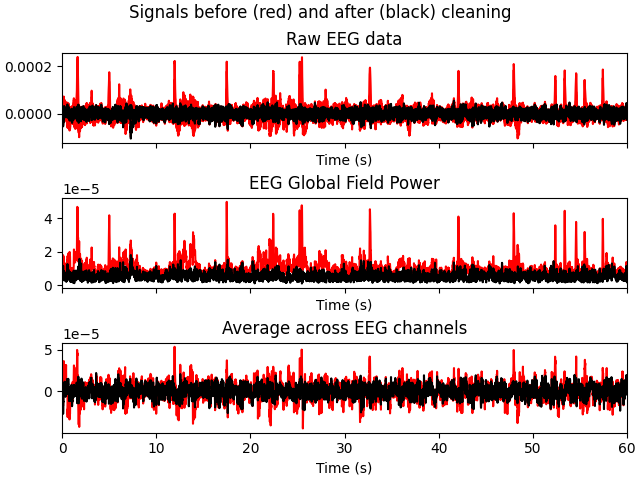 Signals before (red) and after (black) cleaning
Raw EEG data
0.0002
0.0000
Time (s)
EEG Global Field Power
1e−5
4
2
0
Time (s)
Average across EEG channels
1e−5
5
0
0 10 20 30 40 50 60
Time (s)